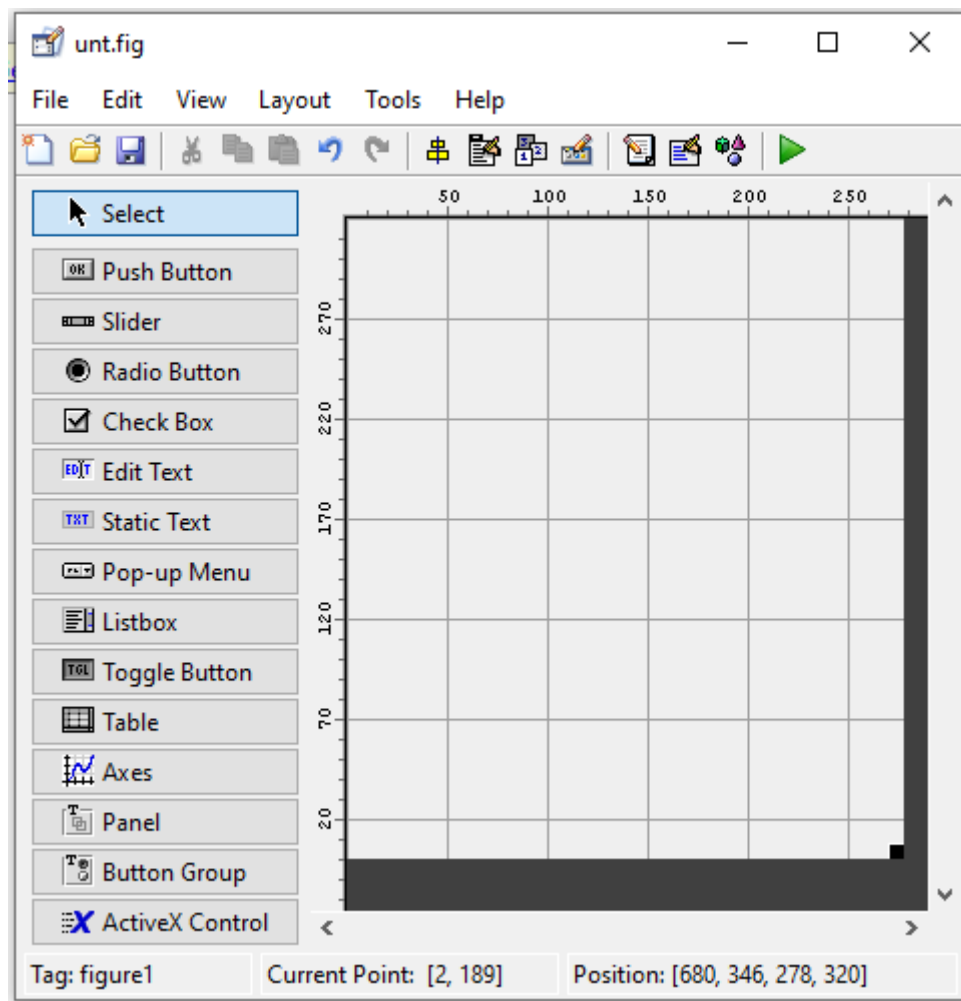 unt.fig
File Edit View Layout Tools Help
Select
50 100 150 200 250
Push Button
Slider
Radio Button
Check Box
Edit Text
Static Text
Pop-up Menu
Listbox
Toggle Button
Table
Axes
Panel
Button Group
ActiveX Control
270
220
170
120
70
20
Tag: figure1 Current Point: [2, 189] Position: [680, 346, 278, 320]